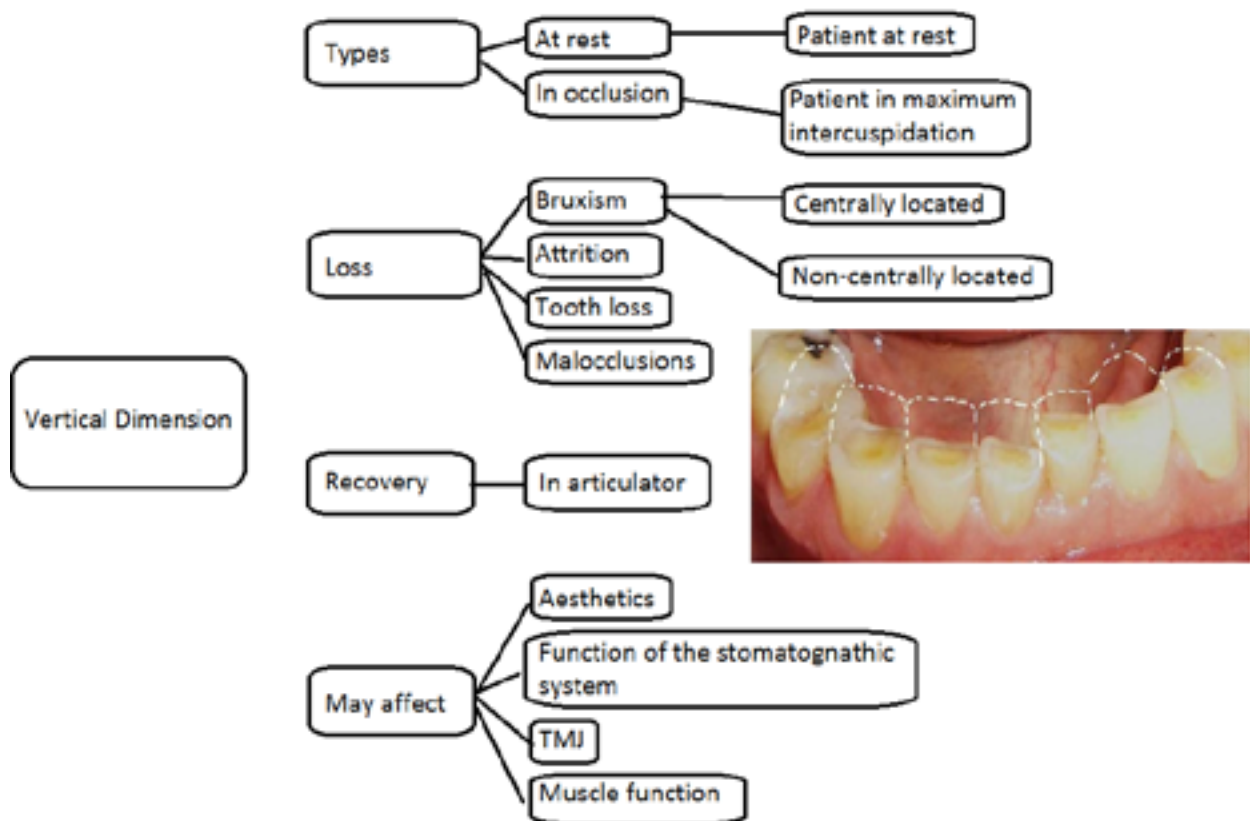 Types
At rest
Patient at rest
In occlusion
Patient in maximum
intercuspidation
Loss
Bruxism
Centrally located
Attrition
Non-centrally located
Tooth loss
Malocclusions
Vertical Dimension
Recovery
In articulator
May affect
Aesthetics
Function of the stomatognathic
system
TMJ
Muscle function